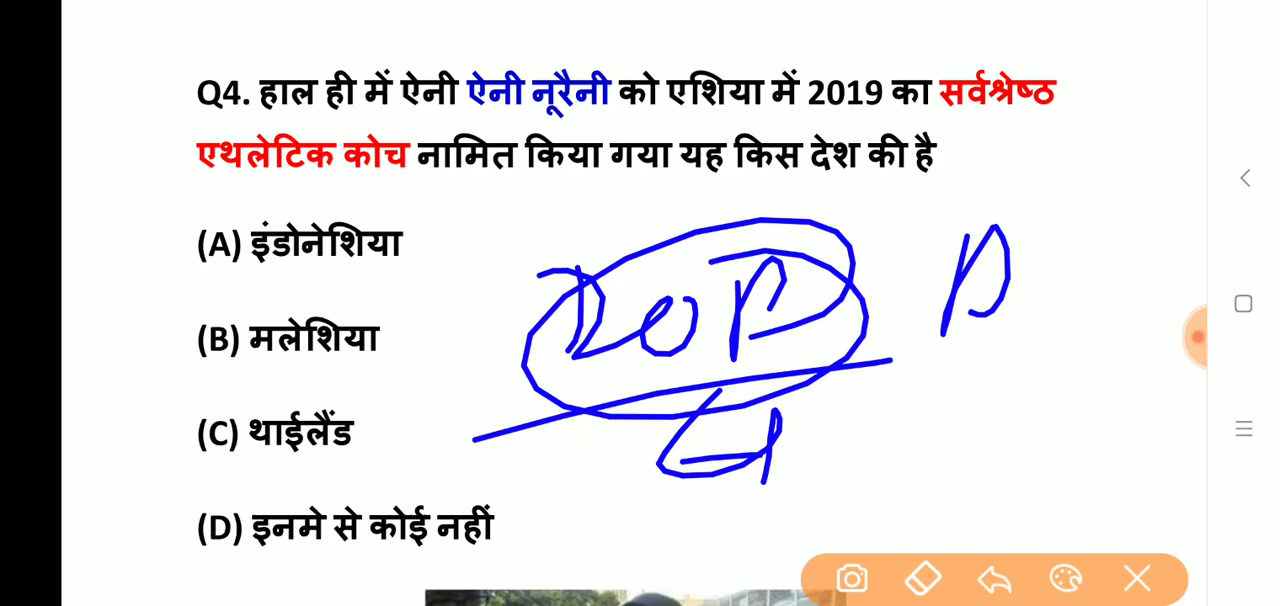 Q4. हाल ही में ऐनी ऐनी नूरैनी को एशिया में 2019 का सर्वश्रेष्ठ
एथलेटिक कोच नामित किया गया यह किस देश की है
(A) इंडोनेशिया
(B) मलेशिया
(C) थाईलैंड
(D) इनमे से कोई नहीं